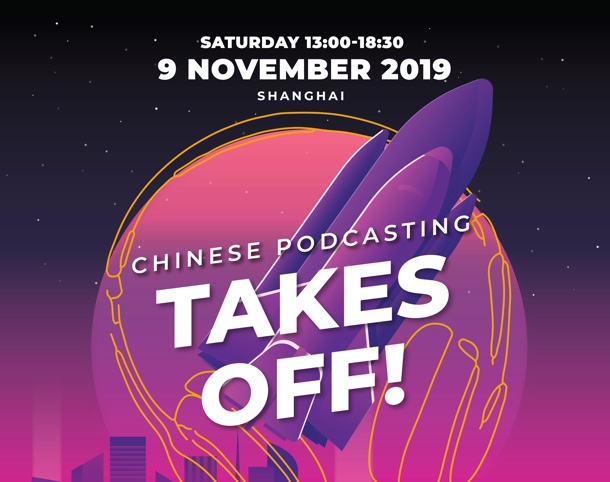 SATURDAY 13:00-18:30
9 NOVEMBER 2019
SHANGHAI
CHINESE PODCASTING
TAKES
OFF!